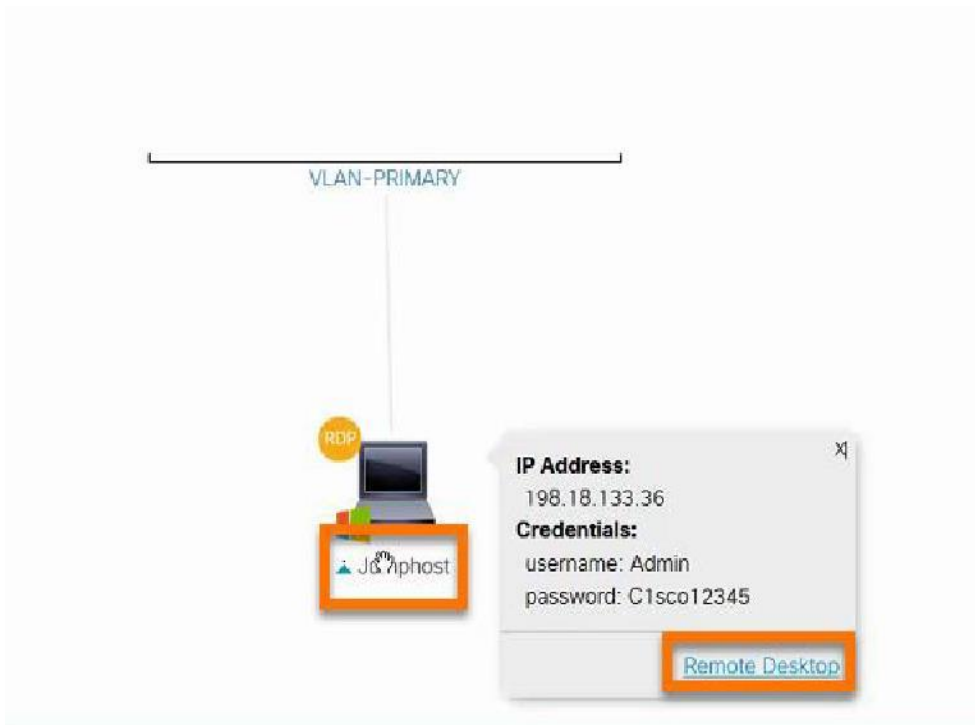 VLAN-PRIMARY
RDP
IP Address:
198.18.133.36
Credentials:
username: Admin
password: C1sco12345
Remote Desktop